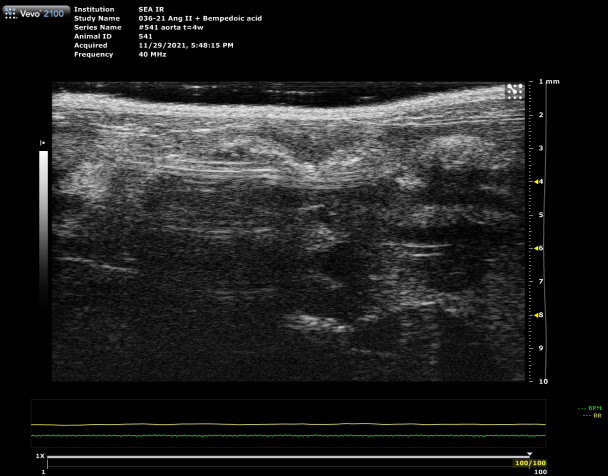 Vevo 2100
Institution SEA IR
Study Name 036-21 Ang II + Bempedoic acid
Series Name #541 aorta t=4w
Animal ID 541
Acquired 11/29/2021, 5:48:15 PM
Frequency 40 MHz
1 mm
2
3
4
5
6
7
8
9
10
BPM
RR
1X
100/100
1 100